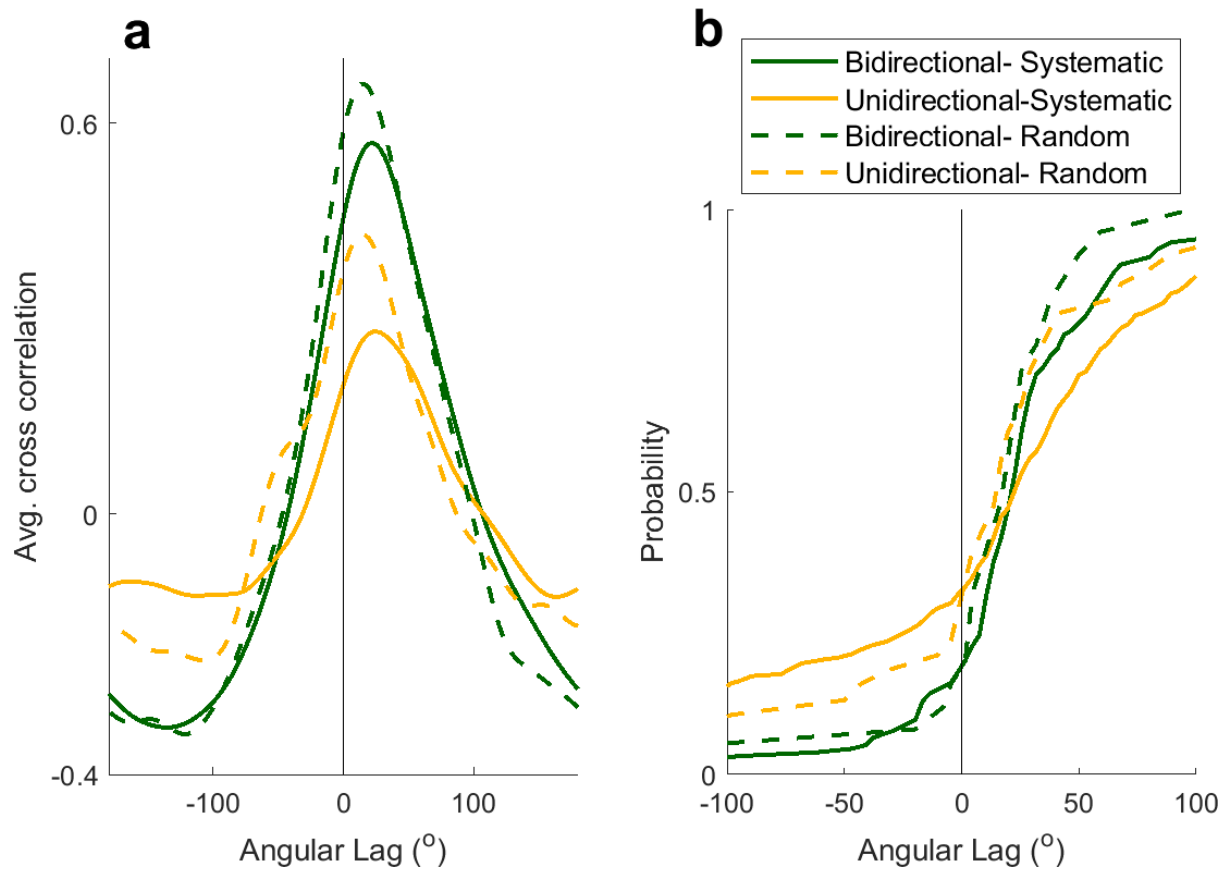 a
0.6
0
-0.4
Avg. cross correlation
-100
0
100
Angular Lag (o)
b
Bidirectional- Systematic
Unidirectional-Systematic
Bidirectional- Random
Unidirectional- Random
1
0.5
0
Probability
-100
-50
0
50
100
Angular Lag (o)